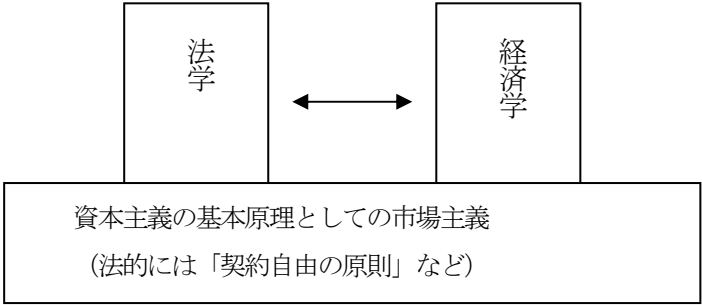 法学
経済学
資本主義の基本原理としての市場主義
（法的には「契約自由の原則」など）